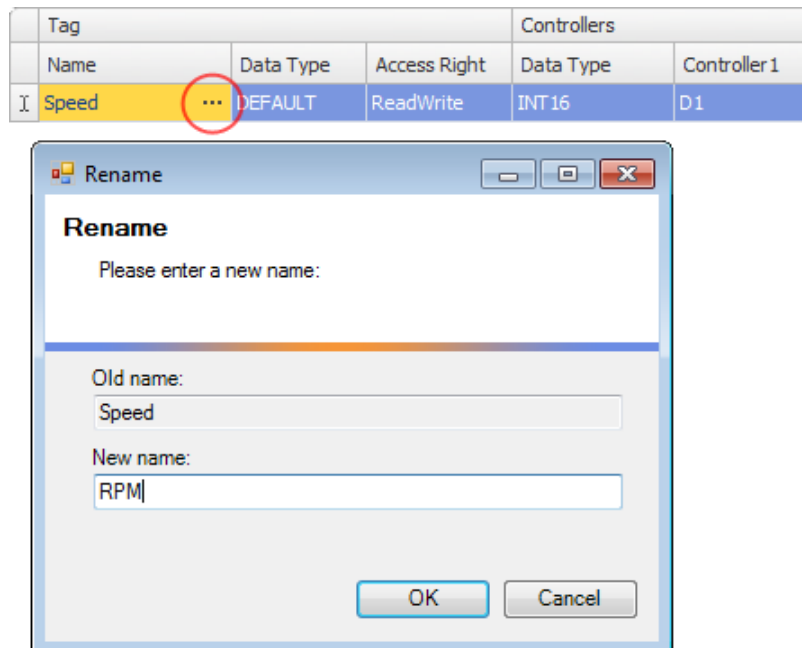 Tag Controllers
Name Data Type Access Right Data Type Controller1
Speed ... DEFAULT ReadWrite INT16 D1
Rename
Rename
Please enter a new name:
Old name:
Speed
New name:
RPM
OK Cancel